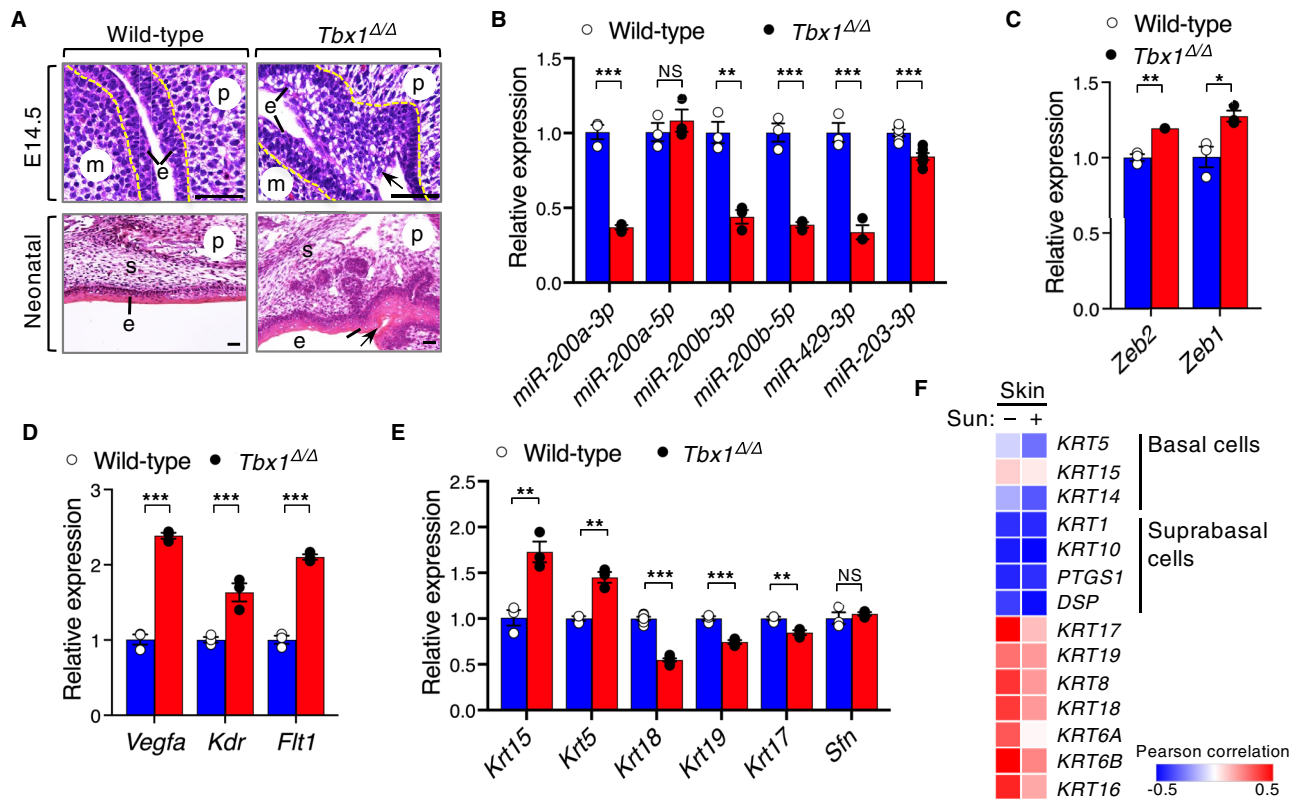 A
Wild-type Tbx1Δ/Δ
E14.5
p
m
e
e
p
m
Neonatal
p
s
e
p
s
e
B
Wild-type Tbx1Δ/Δ
Relative expression
1.5
1.0
0.5
0.0
*** NS ** *** *** ***
miR-200a-3p
miR-200a-5p
miR-200b-3p
miR-200b-5p
miR-429-3p
miR-203-3p
C
Wild-type
Tbx1Δ/Δ
Relative expression
1.5
1.0
0.5
0.0
** *
Zeb2
Zeb1
D
Wild-type Tbx1Δ/Δ
Relative expression
3
2
1
0
*** *** ***
Vegfa Kdr Flt1
E
Wild-type Tbx1Δ/Δ
Relative expression
2.5
2.0
1.5
1.0
0.5
0.0
** ** *** *** ** NS
Krt15
Krt5
Krt18
Krt19
Krt17
Sfn
F
Skin
Sun: − +
KRT5
KRT15
KRT14
KRT1
KRT10
PTGS1
DSP
KRT17
KRT19
KRT8
KRT18
KRT6A
KRT6B
KRT16
Basal cells
Suprabasal
cells
Pearson correlation
-0.5 0.5